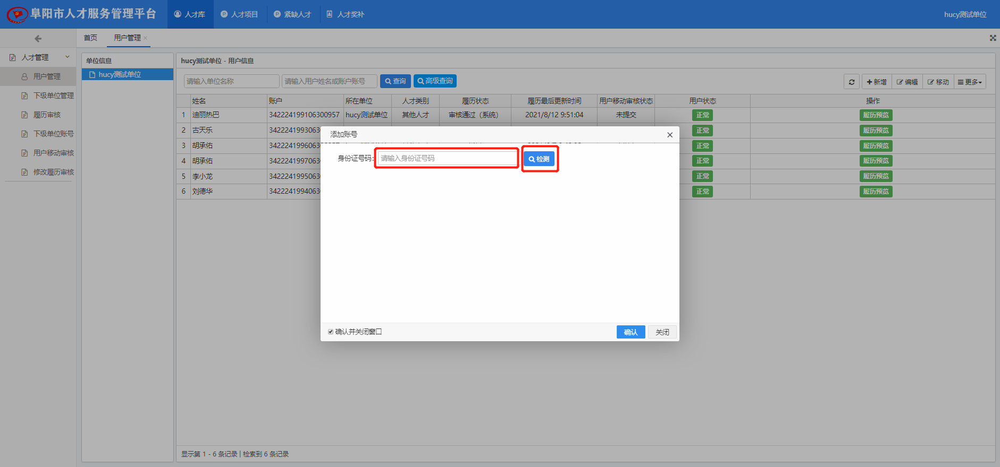 阜阳市人才服务管理平台
人才库
人才项目
紧缺人才
人才奖补
hucy测试单位
首页
用户管理
人才管理
用户管理
下级单位管理
履历审核
下级单位账号
用户移动审核
修改履历审核
单位信息
hucy测试单位
hucy测试单位 - 用户信息
请输入单位名称
请输入用户姓名或账户账号
查询
高级查询
新增
编辑
移动
更多
姓名 账户 所在单位 人才类别 履历状态 履历最后更新时间 用户移动审核状态 用户状态 操作
1 迪丽热巴 342224199106300957 hucy测试单位 其他人才 审核通过（系统） 2021/8/12 9:51:04 未提交 正常 履历预览
2 古天乐 34222419930630 正常 履历预览
3 胡承佑 正常 履历预览
4 胡承佑 34222419970630 正常 履历预览
5 李小龙 34222419950630 正常 履历预览
6 刘德华 34222419940630 正常 履历预览
添加账号
身份证号码:
请输入身份证号码
检测
确认并关闭窗口
确认
关闭
显示第 1 - 6 条记录 | 检索到 6 条记录